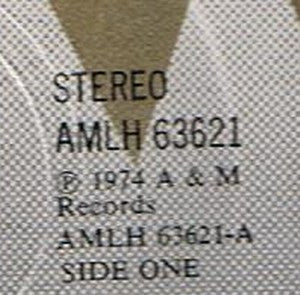 STEREO
AMLH 63621
℗ 1974 A & M
Records
AMLH 63621-A
SIDE ONE